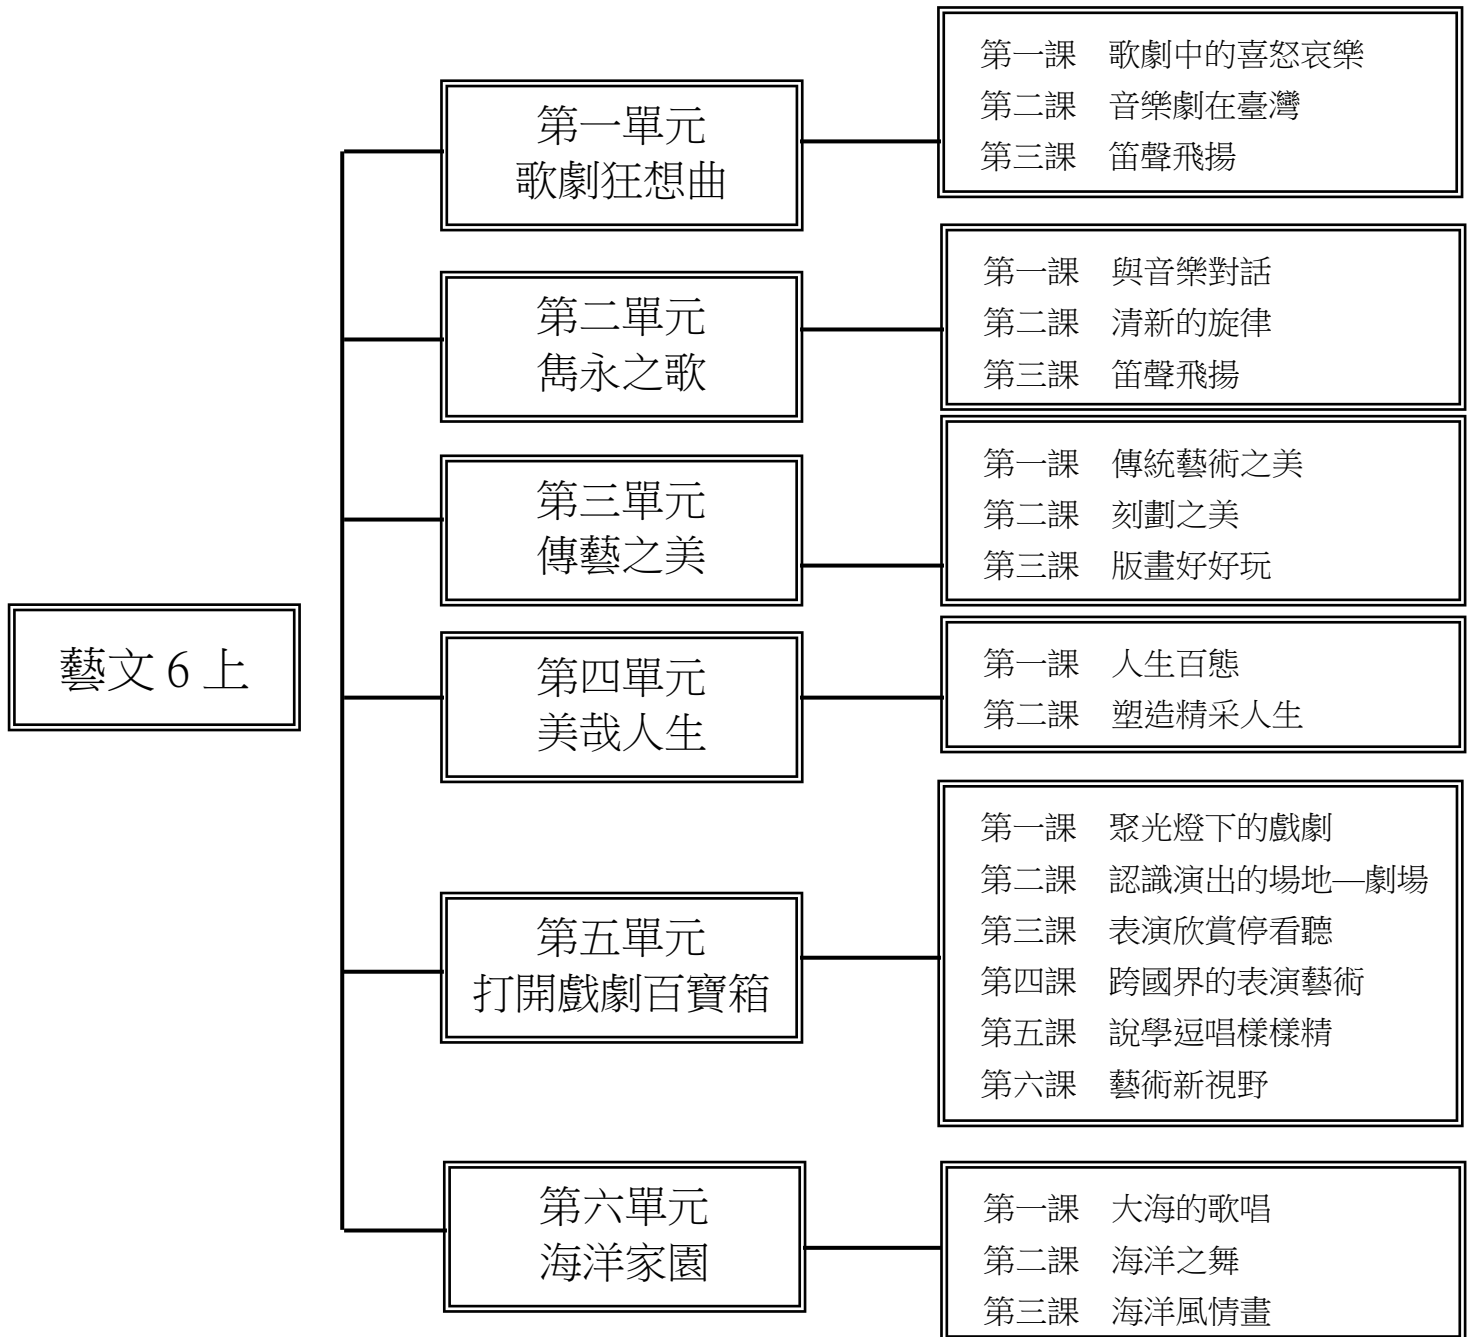 藝文 6 上
第一單元
歌劇狂想曲
第一課　歌劇中的喜怒哀樂
第二課　音樂劇在臺灣
第三課　笛聲飛揚
第二單元
雋永之歌
第一課　與音樂對話
第二課　清新的旋律
第三課　笛聲飛揚
第三單元
傳藝之美
第一課　傳統藝術之美
第二課　刻劃之美
第三課　版畫好好玩
第四單元
美哉人生
第一課　人生百態
第二課　塑造精采人生
第五單元
打開戲劇百寶箱
第一課　聚光燈下的戲劇
第二課　認識演出的場地—劇場
第三課　表演欣賞停看聽
第四課　跨國界的表演藝術
第五課　說學逗唱樣樣精
第六課　藝術新視野
第六單元
海洋家園
第一課　大海的歌唱
第二課　海洋之舞
第三課　海洋風情畫